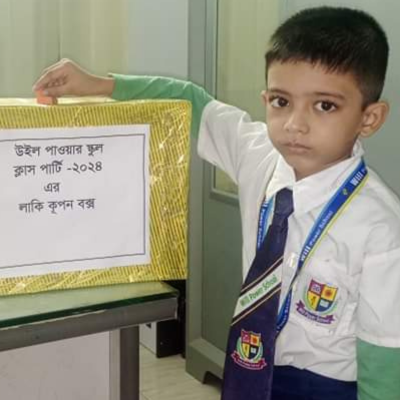 উইল পাওয়ার স্কুল
ক্লাস পার্টি -২০২৪
এর
লাকি কূপন বক্স
Will Power School
Will Power School